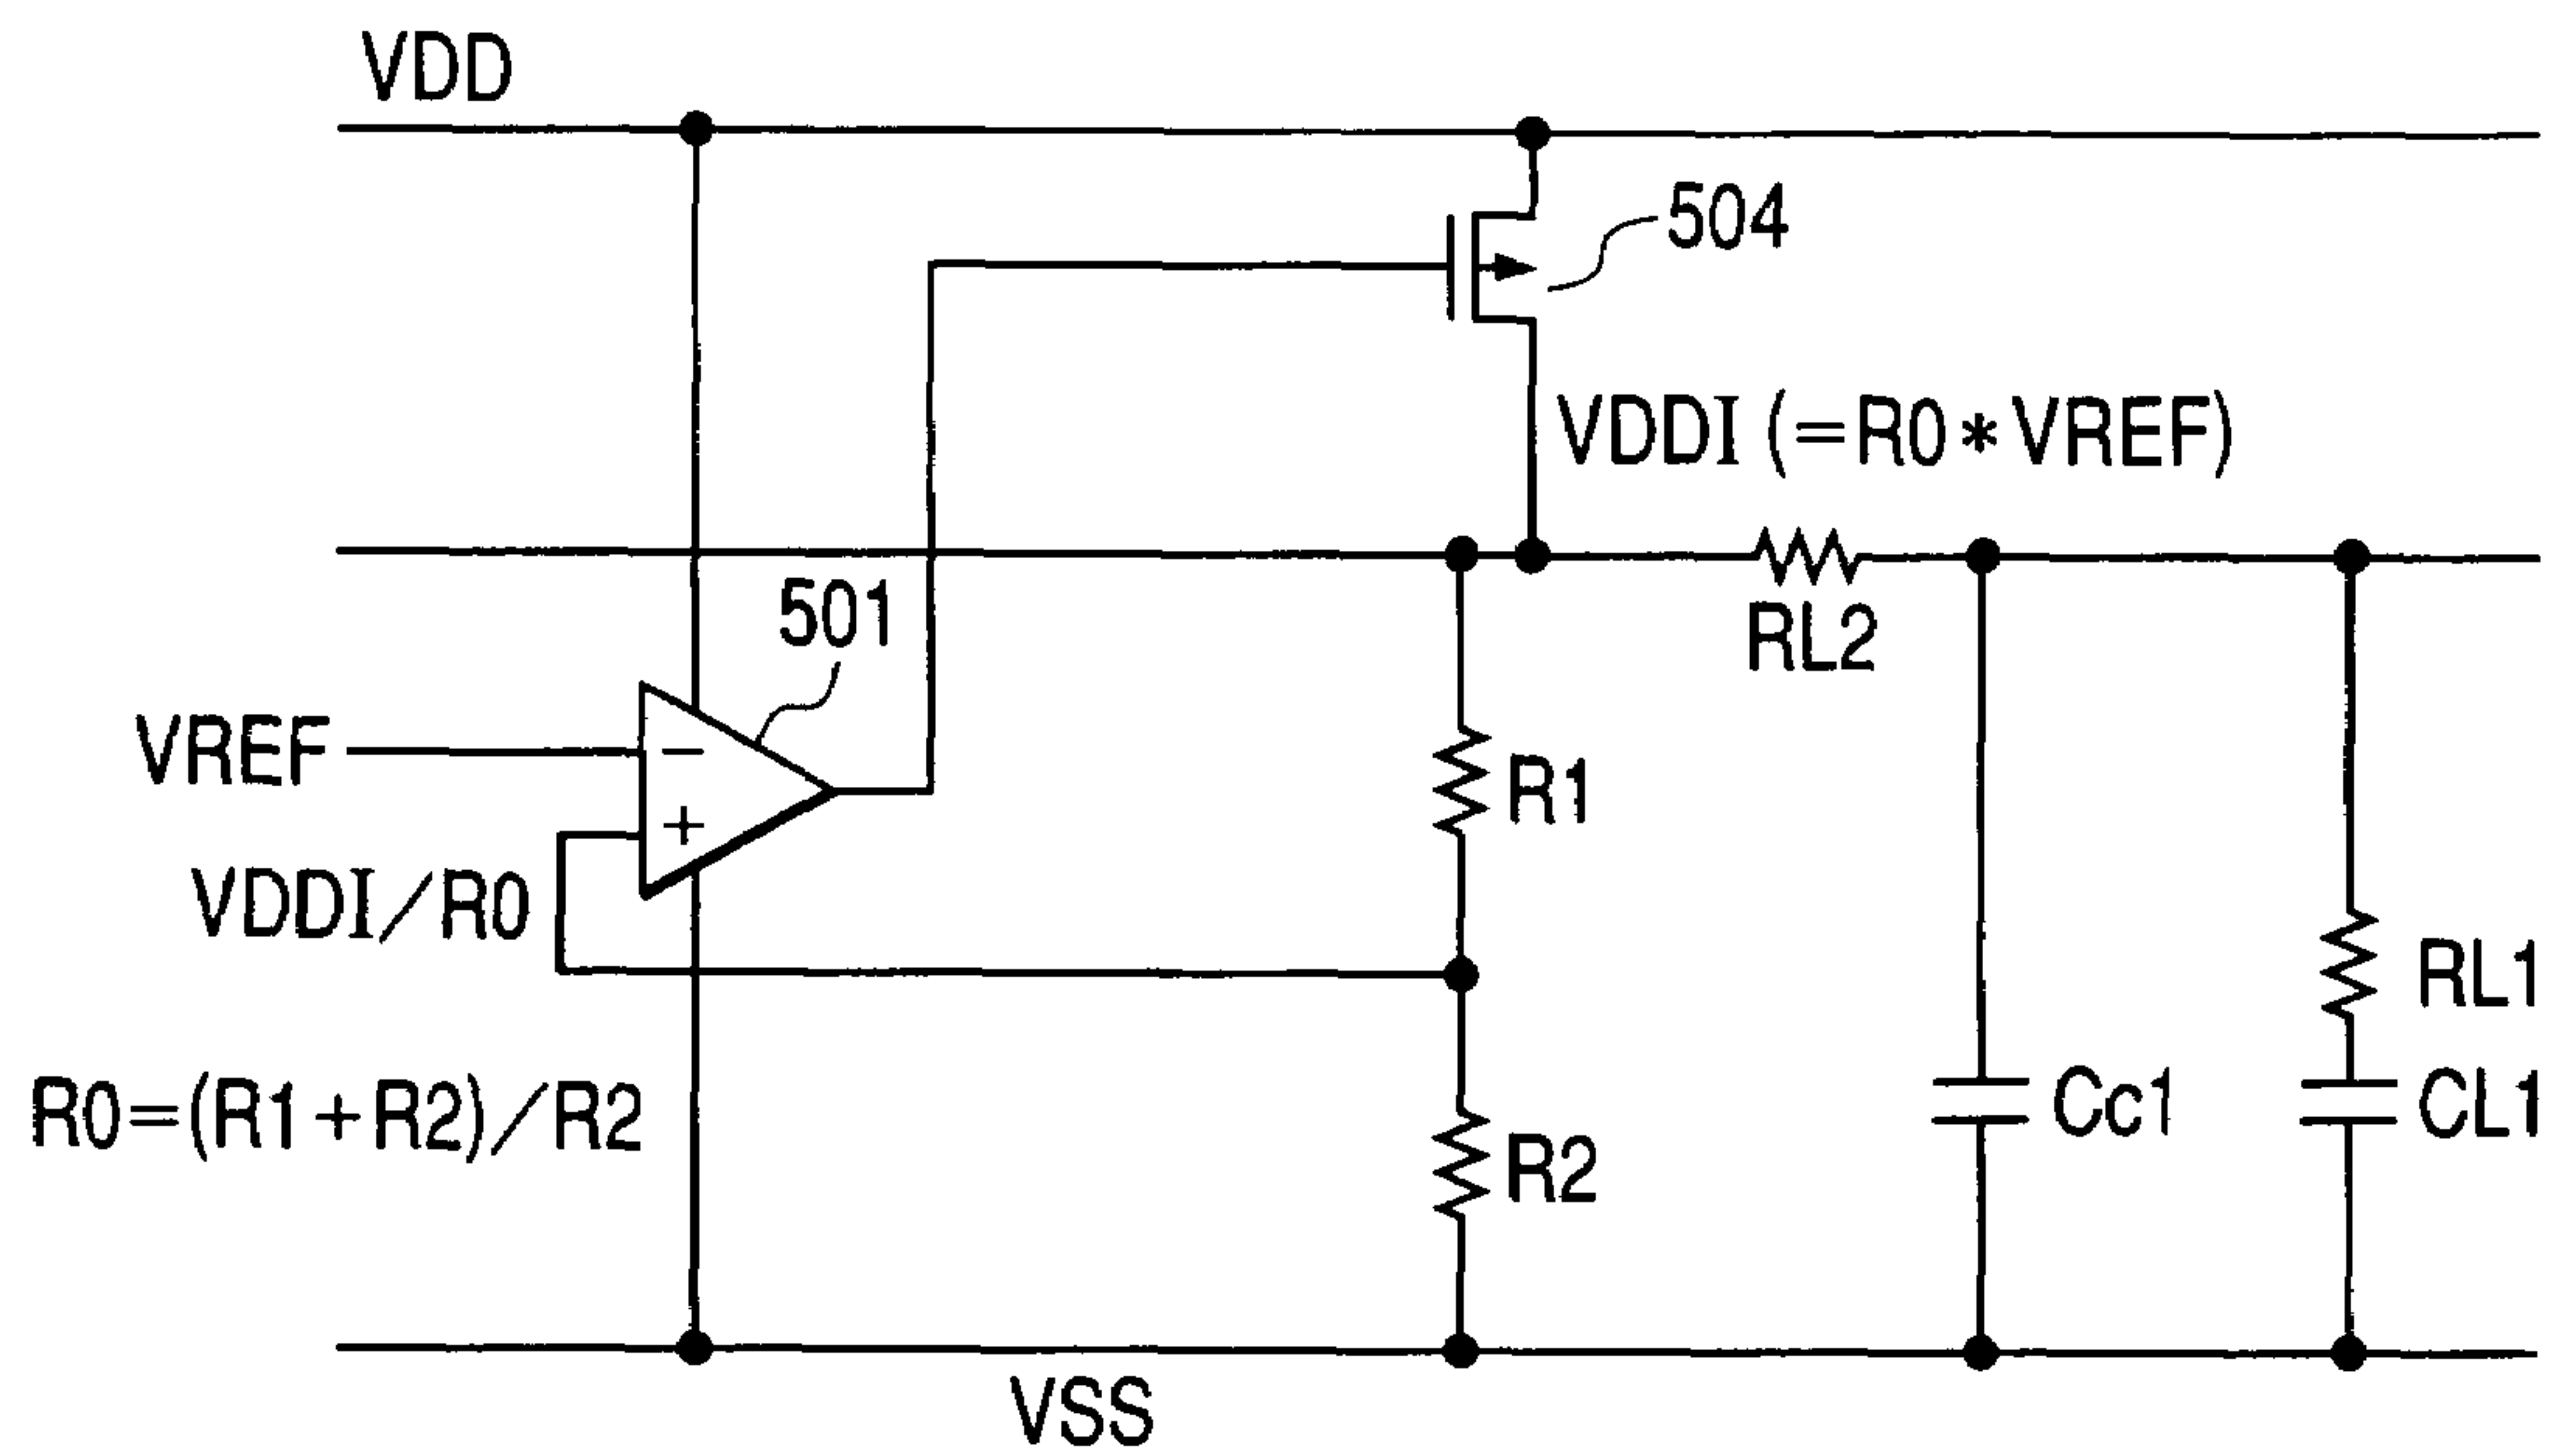 VDD
504
VDDI (=R0*VREF)
501
RL2
VREF
−
+
R1
VDDI/R0
RL1
R0=(R1+R2)/R2
Cc1
CL1
R2
VSS